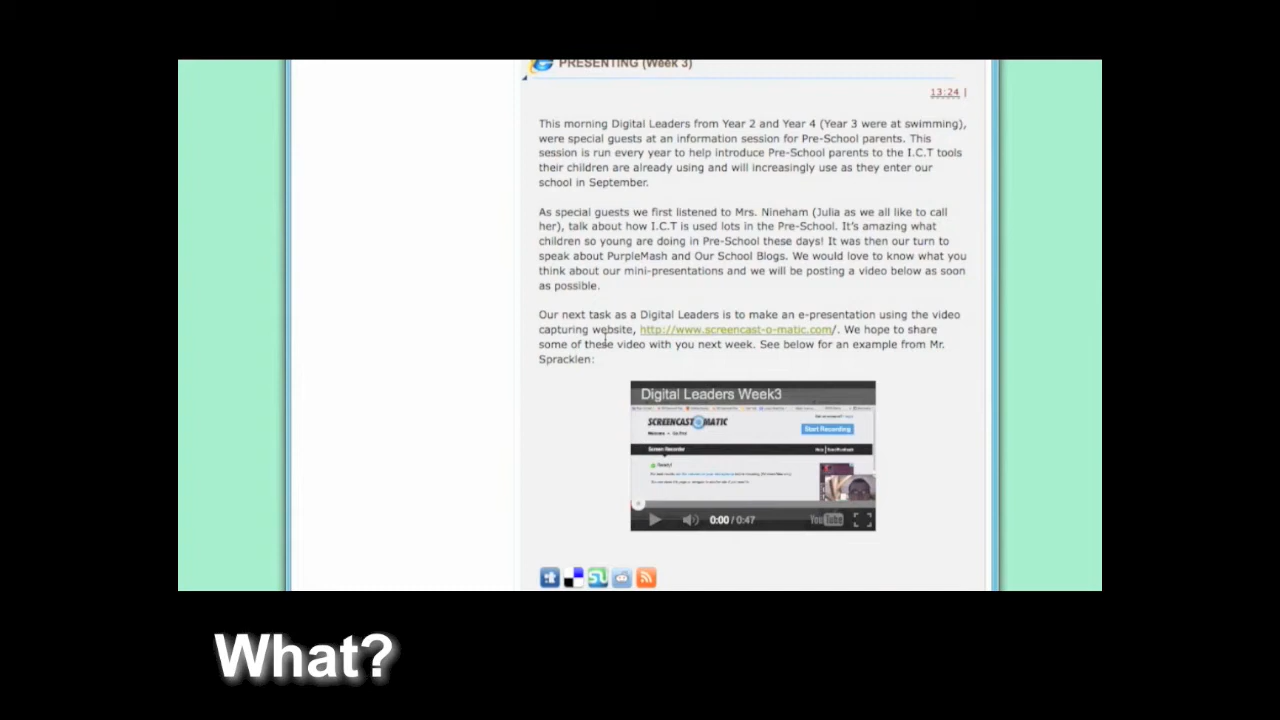 PRESENTING (Week 3)
13:24 |
This morning Digital Leaders from Year 2 and Year 4 (Year 3 were at swimming),
were special guests at an information session for Pre-School parents. This
session is run every year to help introduce Pre-School parents to the I.C.T tools
their children are already using and will increasingly use as they enter our
school in September.
As special guests we first listened to Mrs. Nineham (Julia as we all like to call
her), talk about how I.C.T is used lots in the Pre-School. It's amazing what
children so young are doing in Pre-School these days! It was then our turn to
speak about PurpleMash and Our School Blogs. We would love to know what you
think about our mini-presentations and we will be posting a video below as soon
as possible.
Our next task as a Digital Leaders is to make an e-presentation using the video
capturing website, http://www.screencast-o-matic.com/. We hope to share
some of these video with you next week. See below for an example from Mr.
Spracklen:
Digital Leaders Week3
SCREENCAST MATIC
Start Recording
Screen Recorder
0:00 / 0:47
YouTube
What?